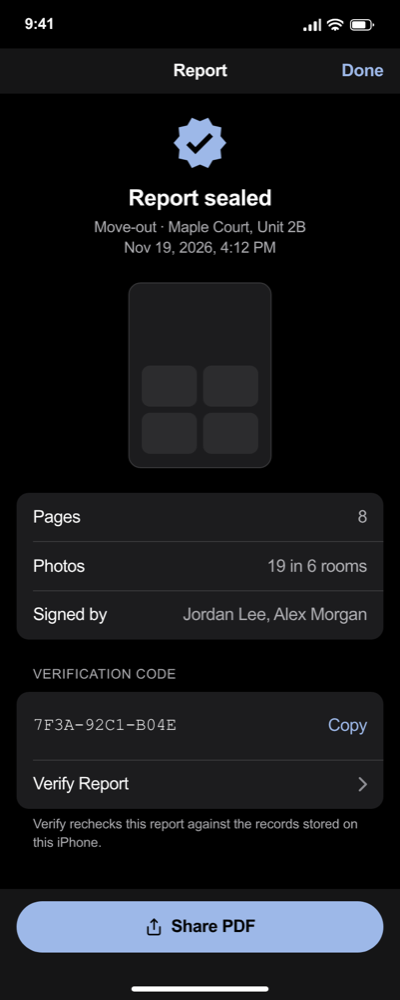 9:41
Report
Done
Report sealed
Move-out · Maple Court, Unit 2B
Nov 19, 2026, 4:12 PM
Pages
8
Photos
19 in 6 rooms
Signed by
Jordan Lee, Alex Morgan
VERIFICATION CODE
7F3A-92C1-B04E
Copy
Verify Report
Verify rechecks this report against the records stored on
this iPhone.
Share PDF